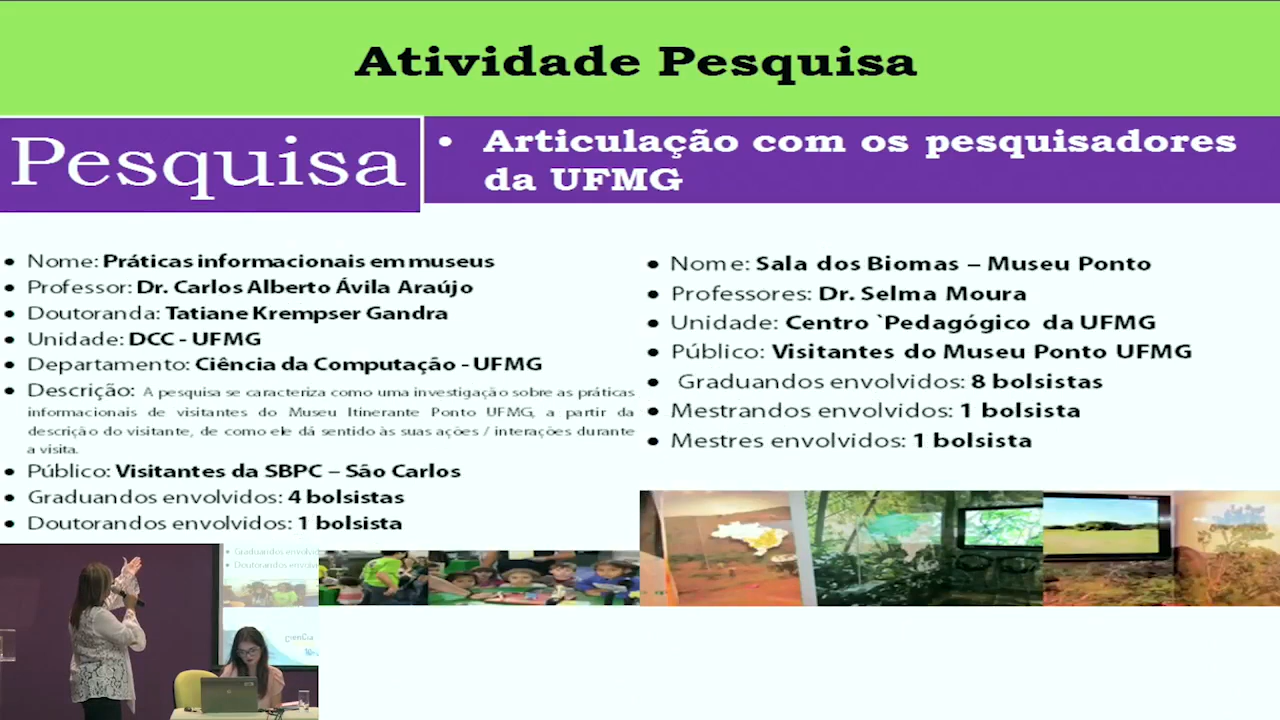 Atividade Pesquisa
Pesquisa
• Articulação com os pesquisadores
da UFMG
• Nome: Práticas informacionais em museus
• Professor: Dr. Carlos Alberto Ávila Araújo
• Doutoranda: Tatiane Krempser Gandra
• Unidade: DCC - UFMG
• Departamento: Ciência da Computação - UFMG
• Descrição: A pesquisa se caracteriza como uma investigação sobre as práticas
informacionais de visitantes do Museu Itinerante Ponto UFMG, a partir da
descrição do visitante, de como ele dá sentido às suas ações / interações durante
a visita.
• Público: Visitantes da SBPC – São Carlos
• Graduandos envolvidos: 4 bolsistas
• Doutorandos envolvidos: 1 bolsista
• Nome: Sala dos Biomas – Museu Ponto
• Professores: Dr. Selma Moura
• Unidade: Centro `Pedagógico da UFMG
• Público: Visitantes do Museu Ponto UFMG
• Graduandos envolvidos: 8 bolsistas
• Mestrandos envolvidos: 1 bolsista
• Mestres envolvidos: 1 bolsista
• Graduandos
• Doutorandos